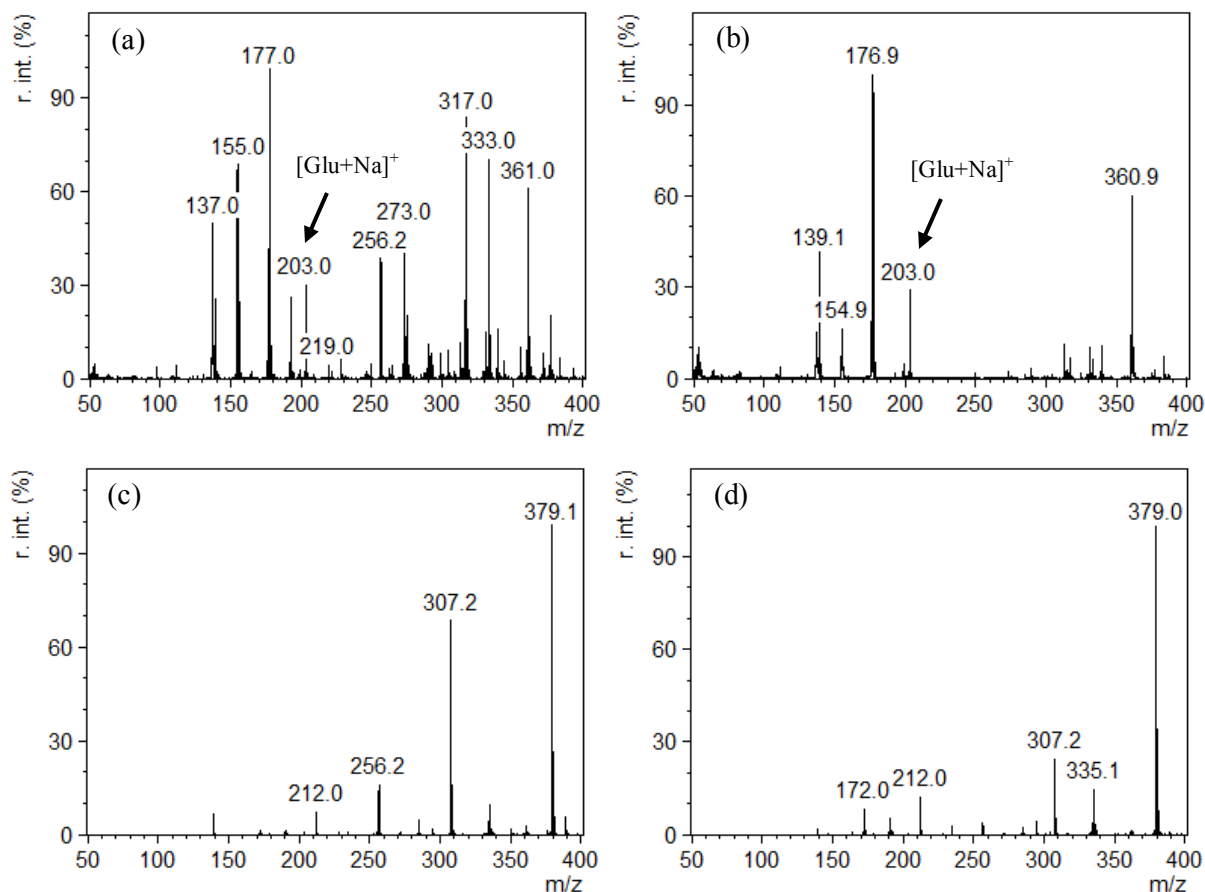 (a)
r. int. (%)
90
60
30
0
177.0
317.0
333.0
155.0
[Glu+Na]⁺
361.0
137.0
273.0
256.2
203.0
219.0
50 100 150 200 250 300 350 400
m/z
(b)
r. int. (%)
90
60
30
0
176.9
[Glu+Na]⁺
360.9
139.1
203.0
154.9
50 100 150 200 250 300 350 400
m/z
(c)
r. int. (%)
90
60
30
0
379.1
307.2
256.2
212.0
50 100 150 200 250 300 350 400
m/z
(d)
r. int. (%)
90
60
30
0
379.0
307.2
335.1
172.0
212.0
50 100 150 200 250 300 350 400
m/z